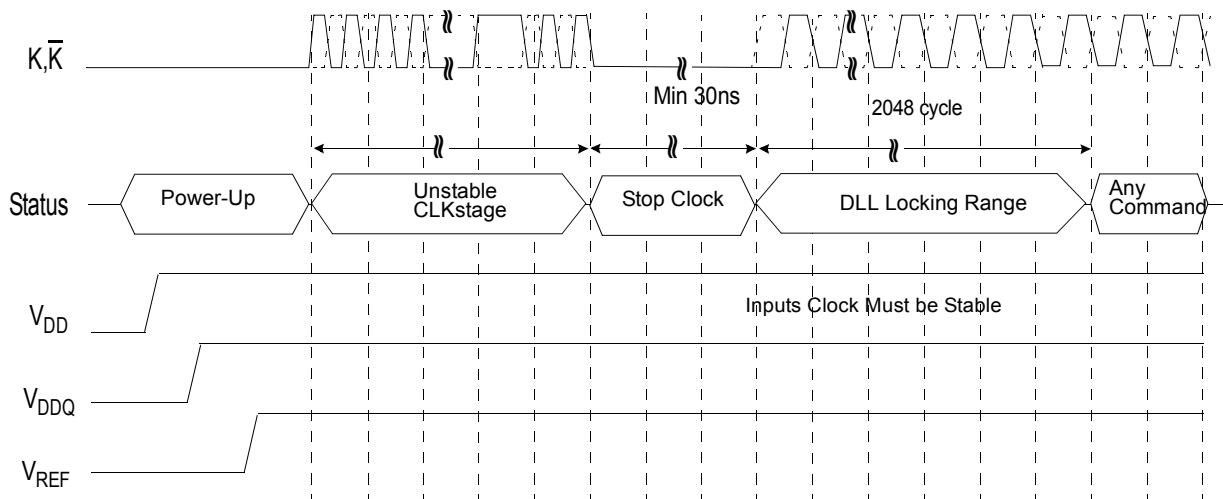 K,K̅
Min 30ns
2048 cycle
Status
Power-Up
Unstable
CLKstage
Stop Clock
DLL Locking Range
Any
Command
VDD
Inputs Clock Must be Stable
VDDQ
VREF